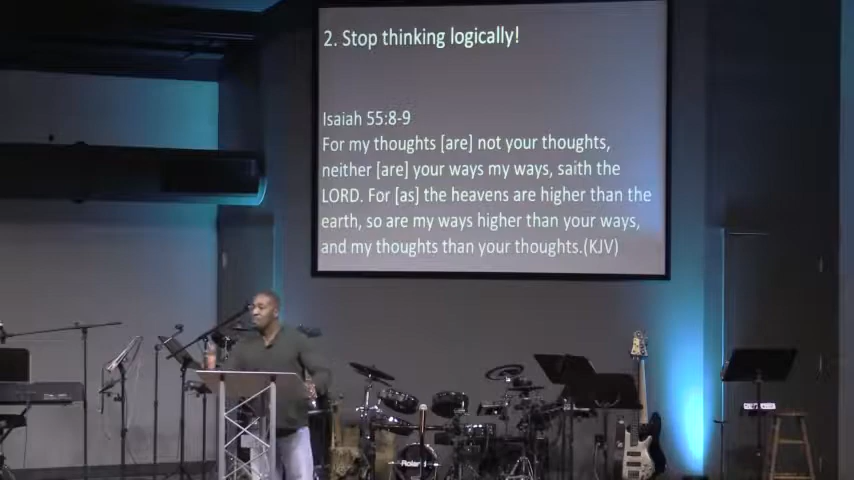 2. Stop thinking logically!
Isaiah 55:8-9
For my thoughts [are] not your thoughts,
neither [are] your ways my ways, saith the
LORD. For [as] the heavens are higher than the
earth, so are my ways higher than your ways,
and my thoughts than your thoughts.(KJV)
Roland